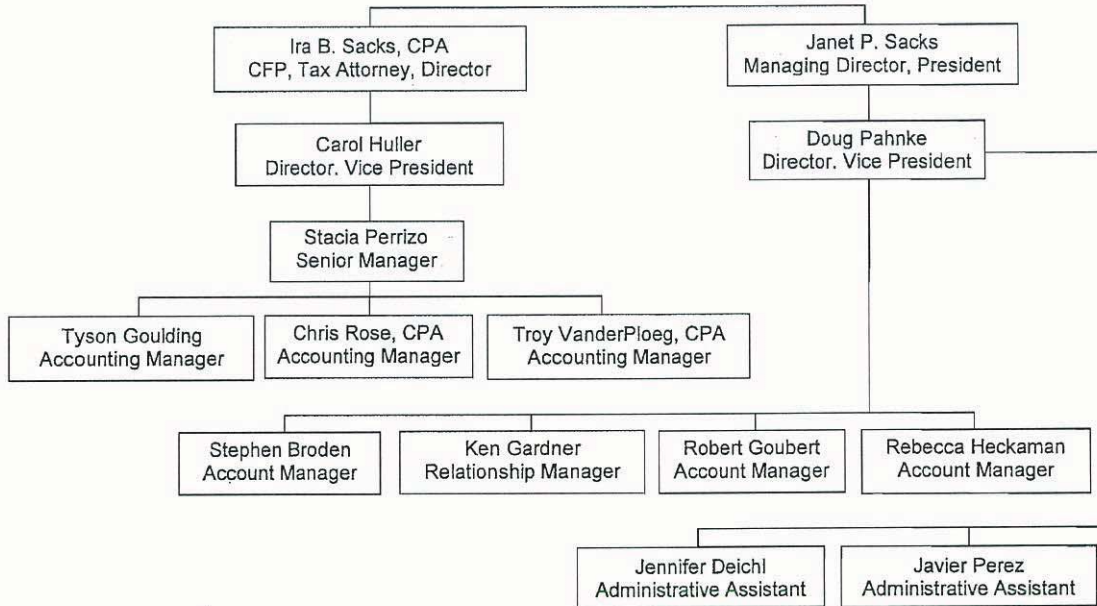 Ira B. Sacks, CPA
CFP, Tax Attorney, Director
Janet P. Sacks
Managing Director, President
Carol Huller
Director. Vice President
Doug Pahnke
Director. Vice President
Stacia Perrizo
Senior Manager
Tyson Goulding
Accounting Manager
Chris Rose, CPA
Accounting Manager
Troy VanderPloeg, CPA
Accounting Manager
Stephen Broden
Account Manager
Ken Gardner
Relationship Manager
Robert Goubert
Account Manager
Rebecca Heckaman
Account Manager
Jennifer Deichl
Administrative Assistant
Javier Perez
Administrative Assistant